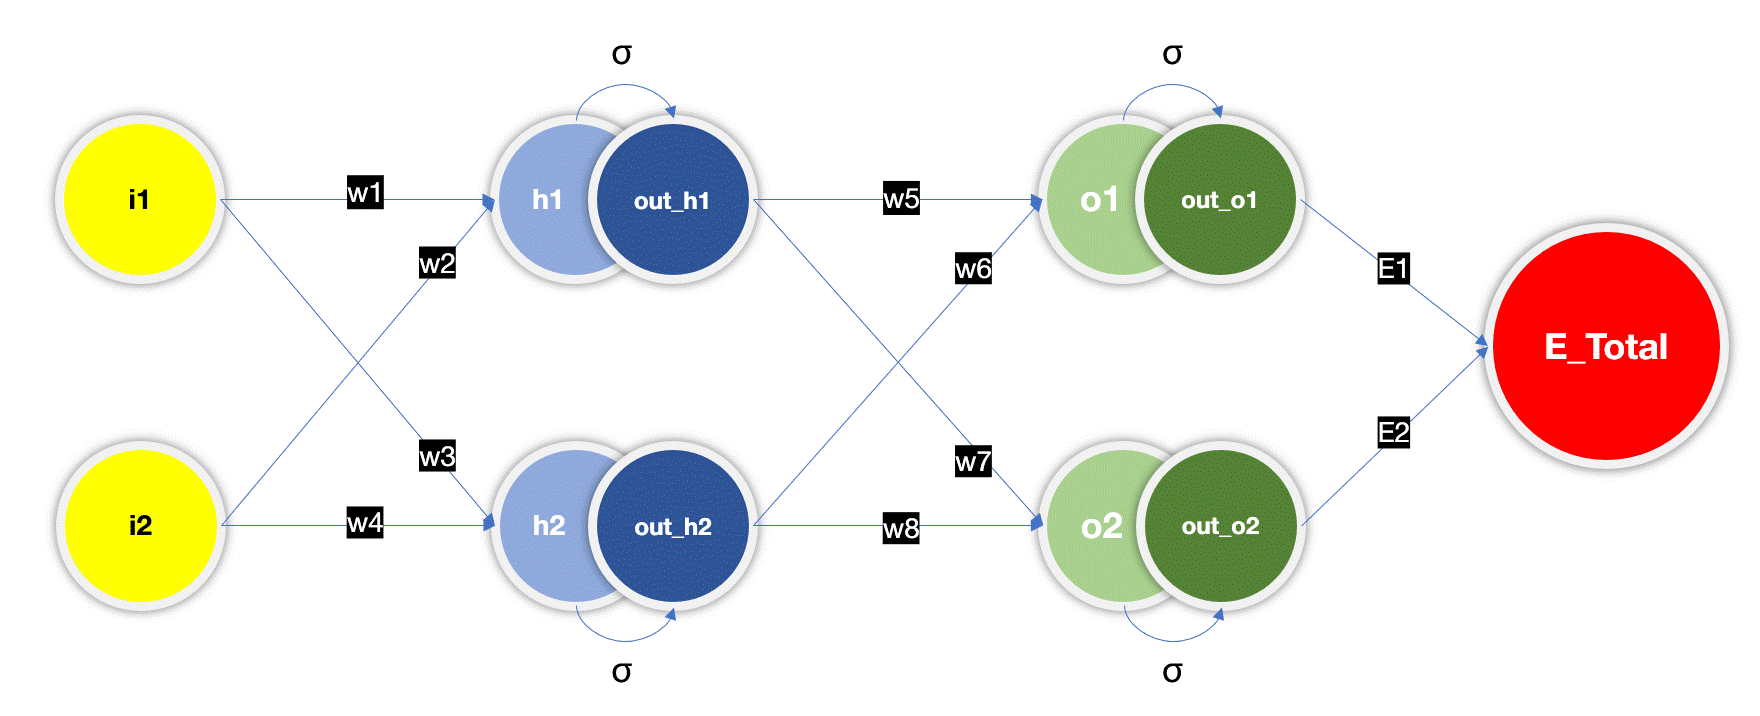 σ
σ
i1
w1
h1
out_h1
w5
o1
out_o1
w2
w6
E1
E_Total
w3
w7
E2
i2
w4
h2
out_h2
w8
o2
out_o2
σ
σ